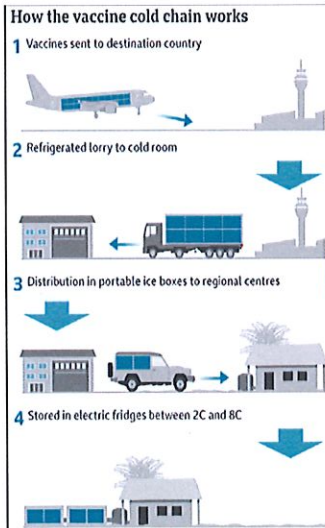 How the vaccine cold chain works
1 Vaccines sent to destination country
2 Refrigerated lorry to cold room
3 Distribution in portable ice boxes to regional centres
4 Stored in electric fridges between 2C and 8C